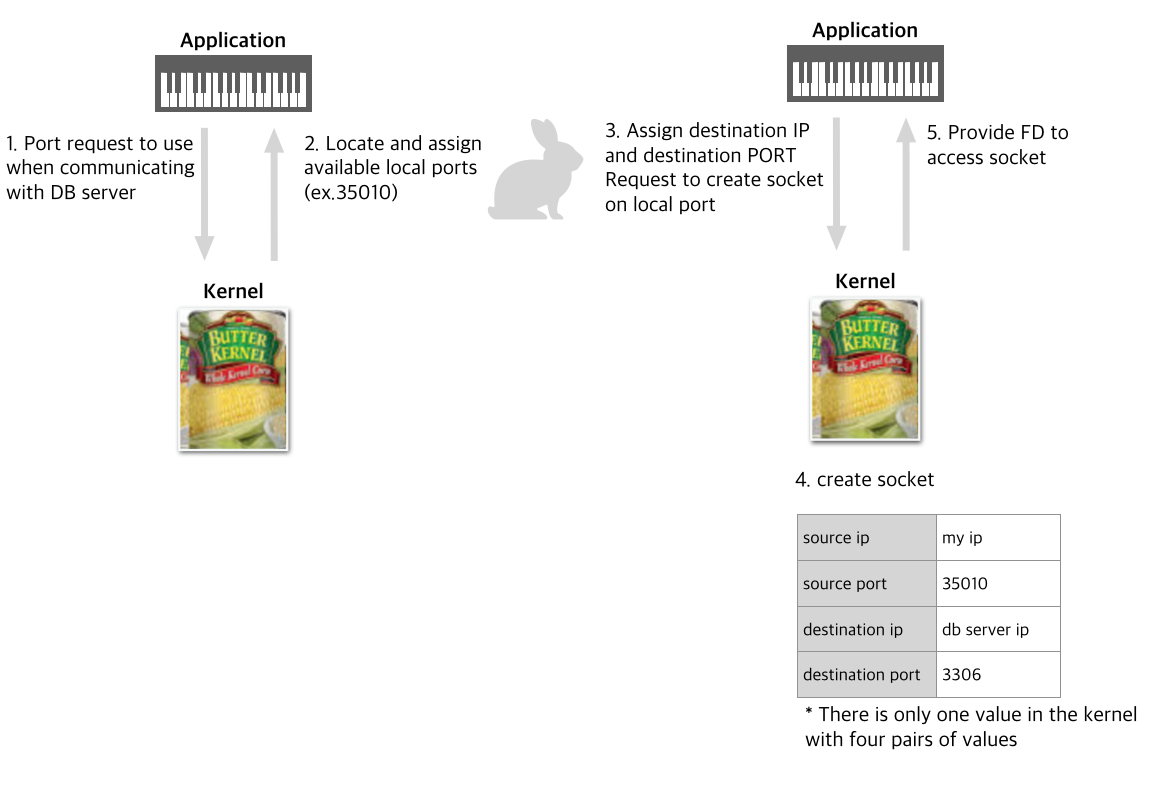 Application
1. Port request to use
when communicating
with DB server
2. Locate and assign
available local ports
(ex.35010)
Kernel
BUTTER
KERNEL
Whole Kernel Corn
Application
3. Assign destination IP
and destination PORT
Request to create socket
on local port
5. Provide FD to
access socket
Kernel
BUTTER
KERNEL
Whole Kernel Corn
4. create socket
source ip my ip
source port 35010
destination ip db server ip
destination port 3306
* There is only one value in the kernel
with four pairs of values